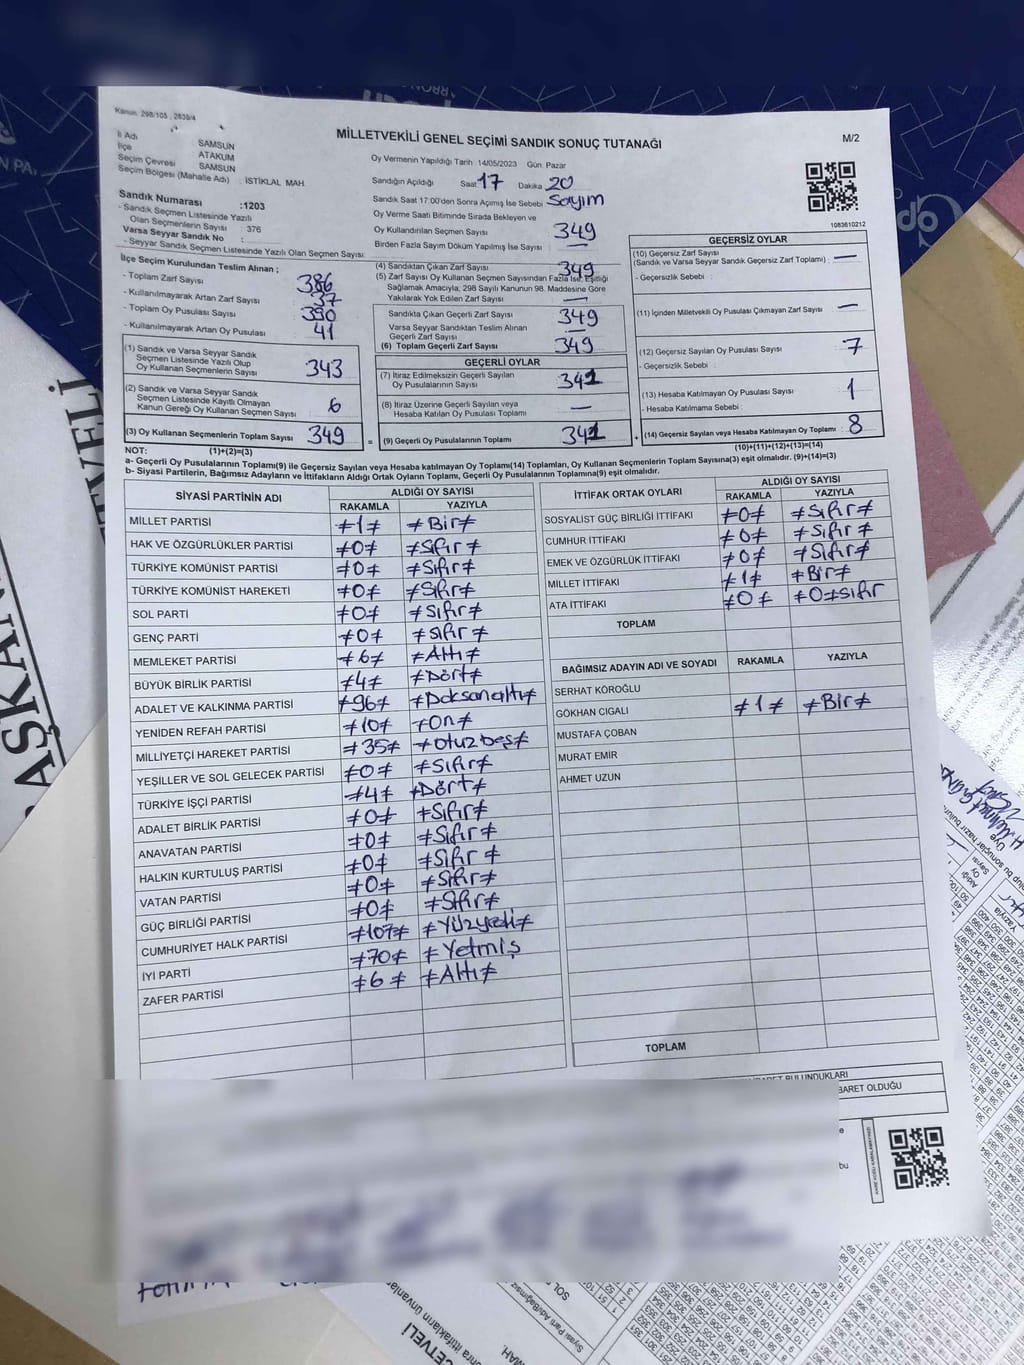 Kanun: 298/105 , 2839/4
MİLLETVEKİLİ GENEL SEÇİMİ SANDIK SONUÇ TUTANAĞI
M/2
İl Adı SAMSUN
İlçe ATAKUM
Seçim Çevresi SAMSUN
Seçim Bölgesi (Mahalle Adı) : İSTİKLAL MAH.
Sandık Numarası :1203
- Sandık Seçmen Listesinde Yazılı
Olan Seçmenlerin Sayısı : 376
Varsa Seyyar Sandık No :
- Seyyar Sandık Seçmen Listesinde Yazılı Olan Seçmen Sayısı:
Oy Vermenin Yapıldığı Tarih :14/05/2023 Gün: Pazar
Sandığın Açıldığı Saat 17 Dakika 20
Sandık Saat 17:00'den Sonra Açımış İse Sebebi Sayım
Oy Verme Saati Bitiminde Sırada Bekleyen ve
Oy Kullandırılan Seçmen Sayısı 349
Birden Fazla Sayım Döküm Yapılmış İse Sayısı —
1083610212
İlçe Seçim Kurulundan Teslim Alınan ;
- Toplam Zarf Sayısı 386
- Kullanılmayarak Artan Zarf Sayısı 37
- Toplam Oy Pusulası Sayısı 390
- Kullanılmayarak Artan Oy Pusulası 41
(1) Sandık ve Varsa Seyyar Sandık
Seçmen Listesinde Yazılı Olup
Oy Kullanan Seçmenlerin Sayısı 343
(2) Sandık ve Varsa Seyyar Sandık
Seçmen Listesinde Kayıtlı Olmayan
Kanun Gereği Oy Kullanan Seçmen Sayısı 6
(3) Oy Kullanan Seçmenlerin Toplam Sayısı 349 =
(4) Sandıktan Çıkan Zarf Sayısı 349
(5) Zarf Sayısı Oy Kullanan Seçmen Sayısından Fazla İse, Eşitliği
Sağlamak Amacıyla, 298 Sayılı Kanunun 98. Maddesine Göre
Yakılarak Yok Edilen Zarf Sayısı —
Sandıkta Çıkan Geçerli Zarf Sayısı 349
Varsa Seyyar Sandıktan Teslim Alınan
Geçerli Zarf Sayısı —
(6) Toplam Geçerli Zarf Sayısı 349
GEÇERLİ OYLAR
(7) İtiraz Edilmeksizin Geçerli Sayılan
Oy Pusulalarının Sayısı 341
(8) İtiraz Üzerine Geçerli Sayılan veya
Hesaba Katılan Oy Pusulası Toplamı —
(9) Geçerli Oy Pusulalarının Toplamı 341 +
GEÇERSİZ OYLAR
(10) Geçersiz Zarf Sayısı
(Sandık ve Varsa Seyyar Sandık Geçersiz Zarf Toplamı) : —
- Geçersizlik Sebebi :
(11) İçinden Milletvekili Oy Pusulası Çıkmayan Zarf Sayısı —
(12) Geçersiz Sayılan Oy Pusulası Sayısı 7
- Geçersizlik Sebebi :
(13) Hesaba Katılmayan Oy Pusulası Sayısı 1
- Hesaba Katılmama Sebebi :
(14) Geçersiz Sayılan veya Hesaba Katılmayan Oy Toplamı : 8
NOT: (1)+(2)=(3) (10)+(11)+(12)+(13)=(14)
a- Geçerli Oy Pusulalarının Toplamı(9) ile Geçersiz Sayılan veya Hesaba katılmayan Oy Toplamı(14) Toplamları, Oy Kullanan Seçmenlerin Toplam Sayısına(3) eşit olmalıdır. (9)+(14)=(3)
b- Siyasi Partilerin, Bağımsız Adayların ve İttifakların Aldığı Ortak Oyların Toplamı, Geçerli Oy Pusulalarının Toplamına(9) eşit olmalıdır.
SİYASİ PARTİNİN ADI ALDIĞI OY SAYISI
RAKAMLA YAZIYLA
MİLLET PARTİSİ ≠1≠ ≠Bir≠
HAK VE ÖZGÜRLÜKLER PARTİSİ ≠0≠ ≠Sıfır≠
TÜRKİYE KOMÜNİST PARTİSİ ≠0≠ ≠Sıfır≠
TÜRKİYE KOMÜNİST HAREKETİ ≠0≠ ≠Sıfır≠
SOL PARTİ ≠0≠ ≠Sıfır≠
GENÇ PARTİ ≠0≠ ≠Sıfır≠
MEMLEKET PARTİSİ ≠6≠ ≠Altı≠
BÜYÜK BİRLİK PARTİSİ ≠4≠ ≠Dört≠
ADALET VE KALKINMA PARTİSİ ≠96≠ ≠Doksanaltı≠
YENİDEN REFAH PARTİSİ ≠10≠ ≠On≠
MİLLİYETÇİ HAREKET PARTİSİ ≠35≠ ≠otuzbeş≠
YEŞİLLER VE SOL GELECEK PARTİSİ ≠0≠ ≠Sıfır≠
TÜRKİYE İŞÇİ PARTİSİ ≠4≠ ≠Dört≠
ADALET BİRLİK PARTİSİ ≠0≠ ≠Sıfır≠
ANAVATAN PARTİSİ ≠0≠ ≠Sıfır≠
HALKIN KURTULUŞ PARTİSİ ≠0≠ ≠Sıfır≠
VATAN PARTİSİ ≠0≠ ≠Sıfır≠
GÜÇ BİRLİĞİ PARTİSİ ≠0≠ ≠Sıfır≠
CUMHURİYET HALK PARTİSİ ≠107≠ ≠Yüzyedi≠
İYİ PARTİ ≠70≠ ≠Yetmiş
ZAFER PARTİSİ ≠6≠ ≠Altı≠
İTTİFAK ORTAK OYLARI ALDIĞI OY SAYISI
RAKAMLA YAZIYLA
SOSYALIST GÜÇ BİRLİĞİ İTTİFAKI ≠0≠ ≠Sıfır≠
CUMHUR İTTİFAKI ≠0≠ ≠Sıfır≠
EMEK VE ÖZGÜRLÜK İTTİFAKI ≠0≠ ≠Sıfır≠
MİLLET İTTİFAKI ≠1≠ ≠Bir≠
ATA İTTİFAKI ≠0≠ ≠0≠sıfır
TOPLAM
BAĞIMSIZ ADAYIN ADI VE SOYADI RAKAMLA YAZIYLA
SERHAT KÖROĞLU
GÖKHAN CIGALI ≠1≠ ≠Bir≠
MUSTAFA ÇOBAN
MURAT EMİR
AHMET UZUN
TOPLAM
BULUNDUKLARI
BARET OLDUĞU